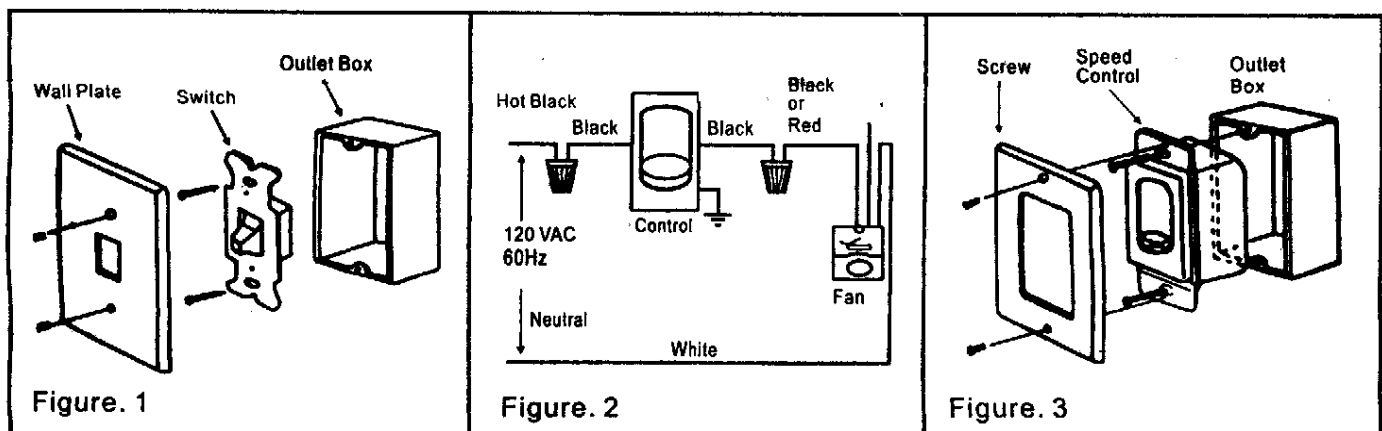 Wall Plate
Switch
Outlet Box
Figure. 1
Hot Black
Black
Control
Black
Black
or
Red
120 VAC
60Hz
Neutral
Fan
White
Figure. 2
Screw
Speed
Control
Outlet
Box
Figure. 3